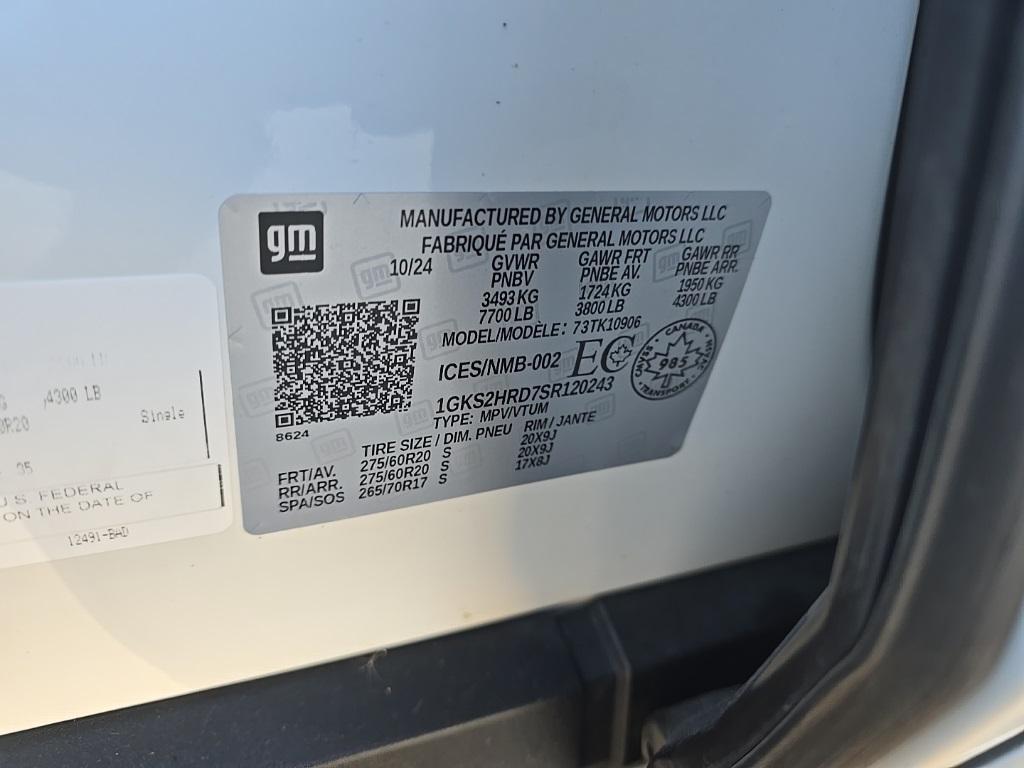 gm
MANUFACTURED BY GENERAL MOTORS LLC
FABRIQUÉ PAR GENERAL MOTORS LLC
10/24
GVWR GAWR FRT GAWR RR
PNBV PNBE AV. PNBE ARR.
3493 KG 1724 KG 1950 KG
7700 LB 3800 LB 4300 LB
MODEL/MODÈLE: 73TK10906
ICES/NMB-002 EC
CANADA
985
TRANSPORT
1GKS2HRD7SR120243
TYPE: MPV/VTUM
8624
TIRE SIZE / DIM. PNEU RIM / JANTE
FRT/AV. 275/60R20 S 20X9J
RR/ARR. 275/60R20 S 20X9J
SPA/SOS 265/70R17 S 17X8J
4300 LB
R20
Single
35
U.S. FEDERAL
ON THE DATE OF
12491-BAD